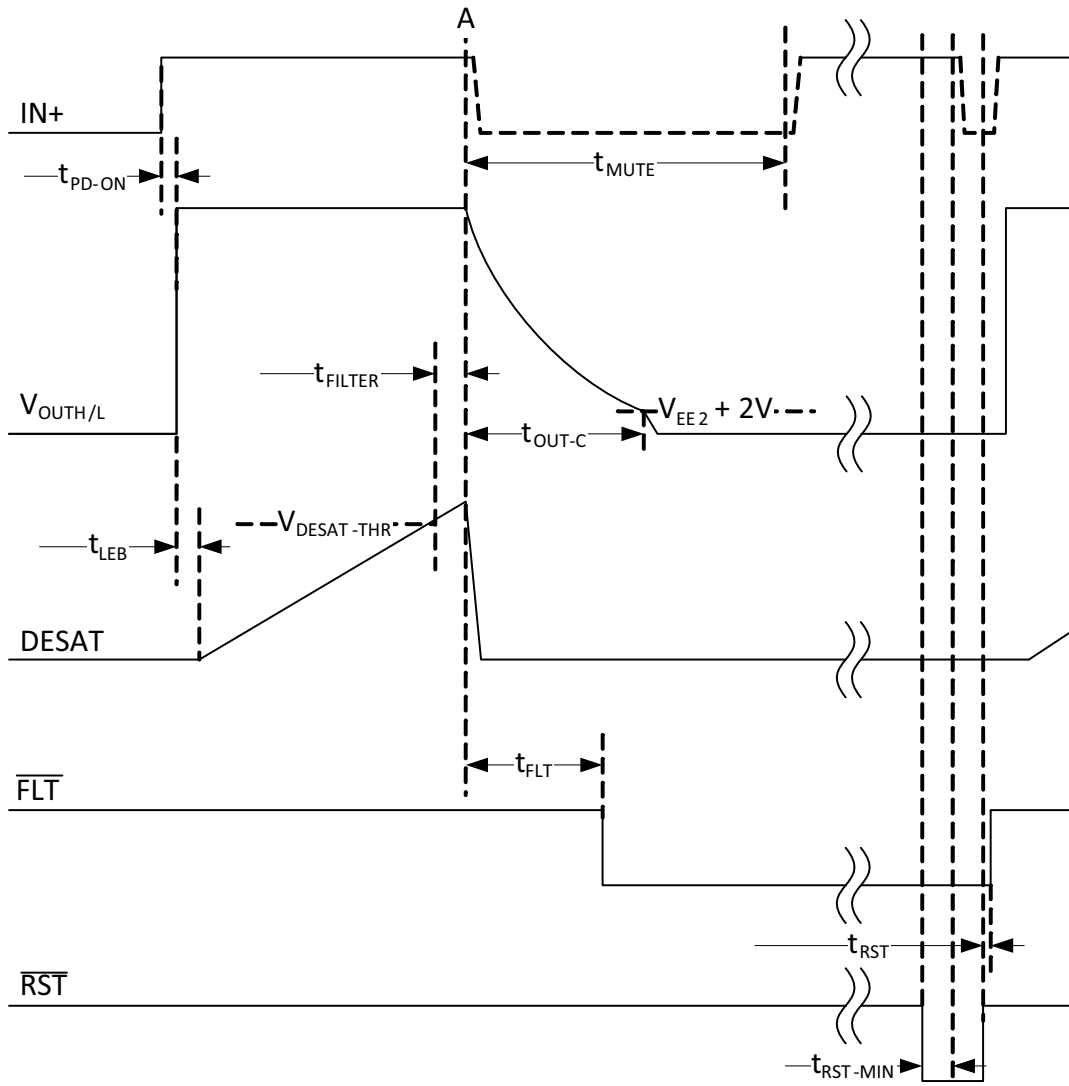 A
IN+
tPD-ON
tMUTE
tFILTER
VOUTH/L
VEE2 + 2V
tOUT-C
VDESAT-THR
tLEB
DESAT
tFLT
FLT
tRST
RST
tRST-MIN